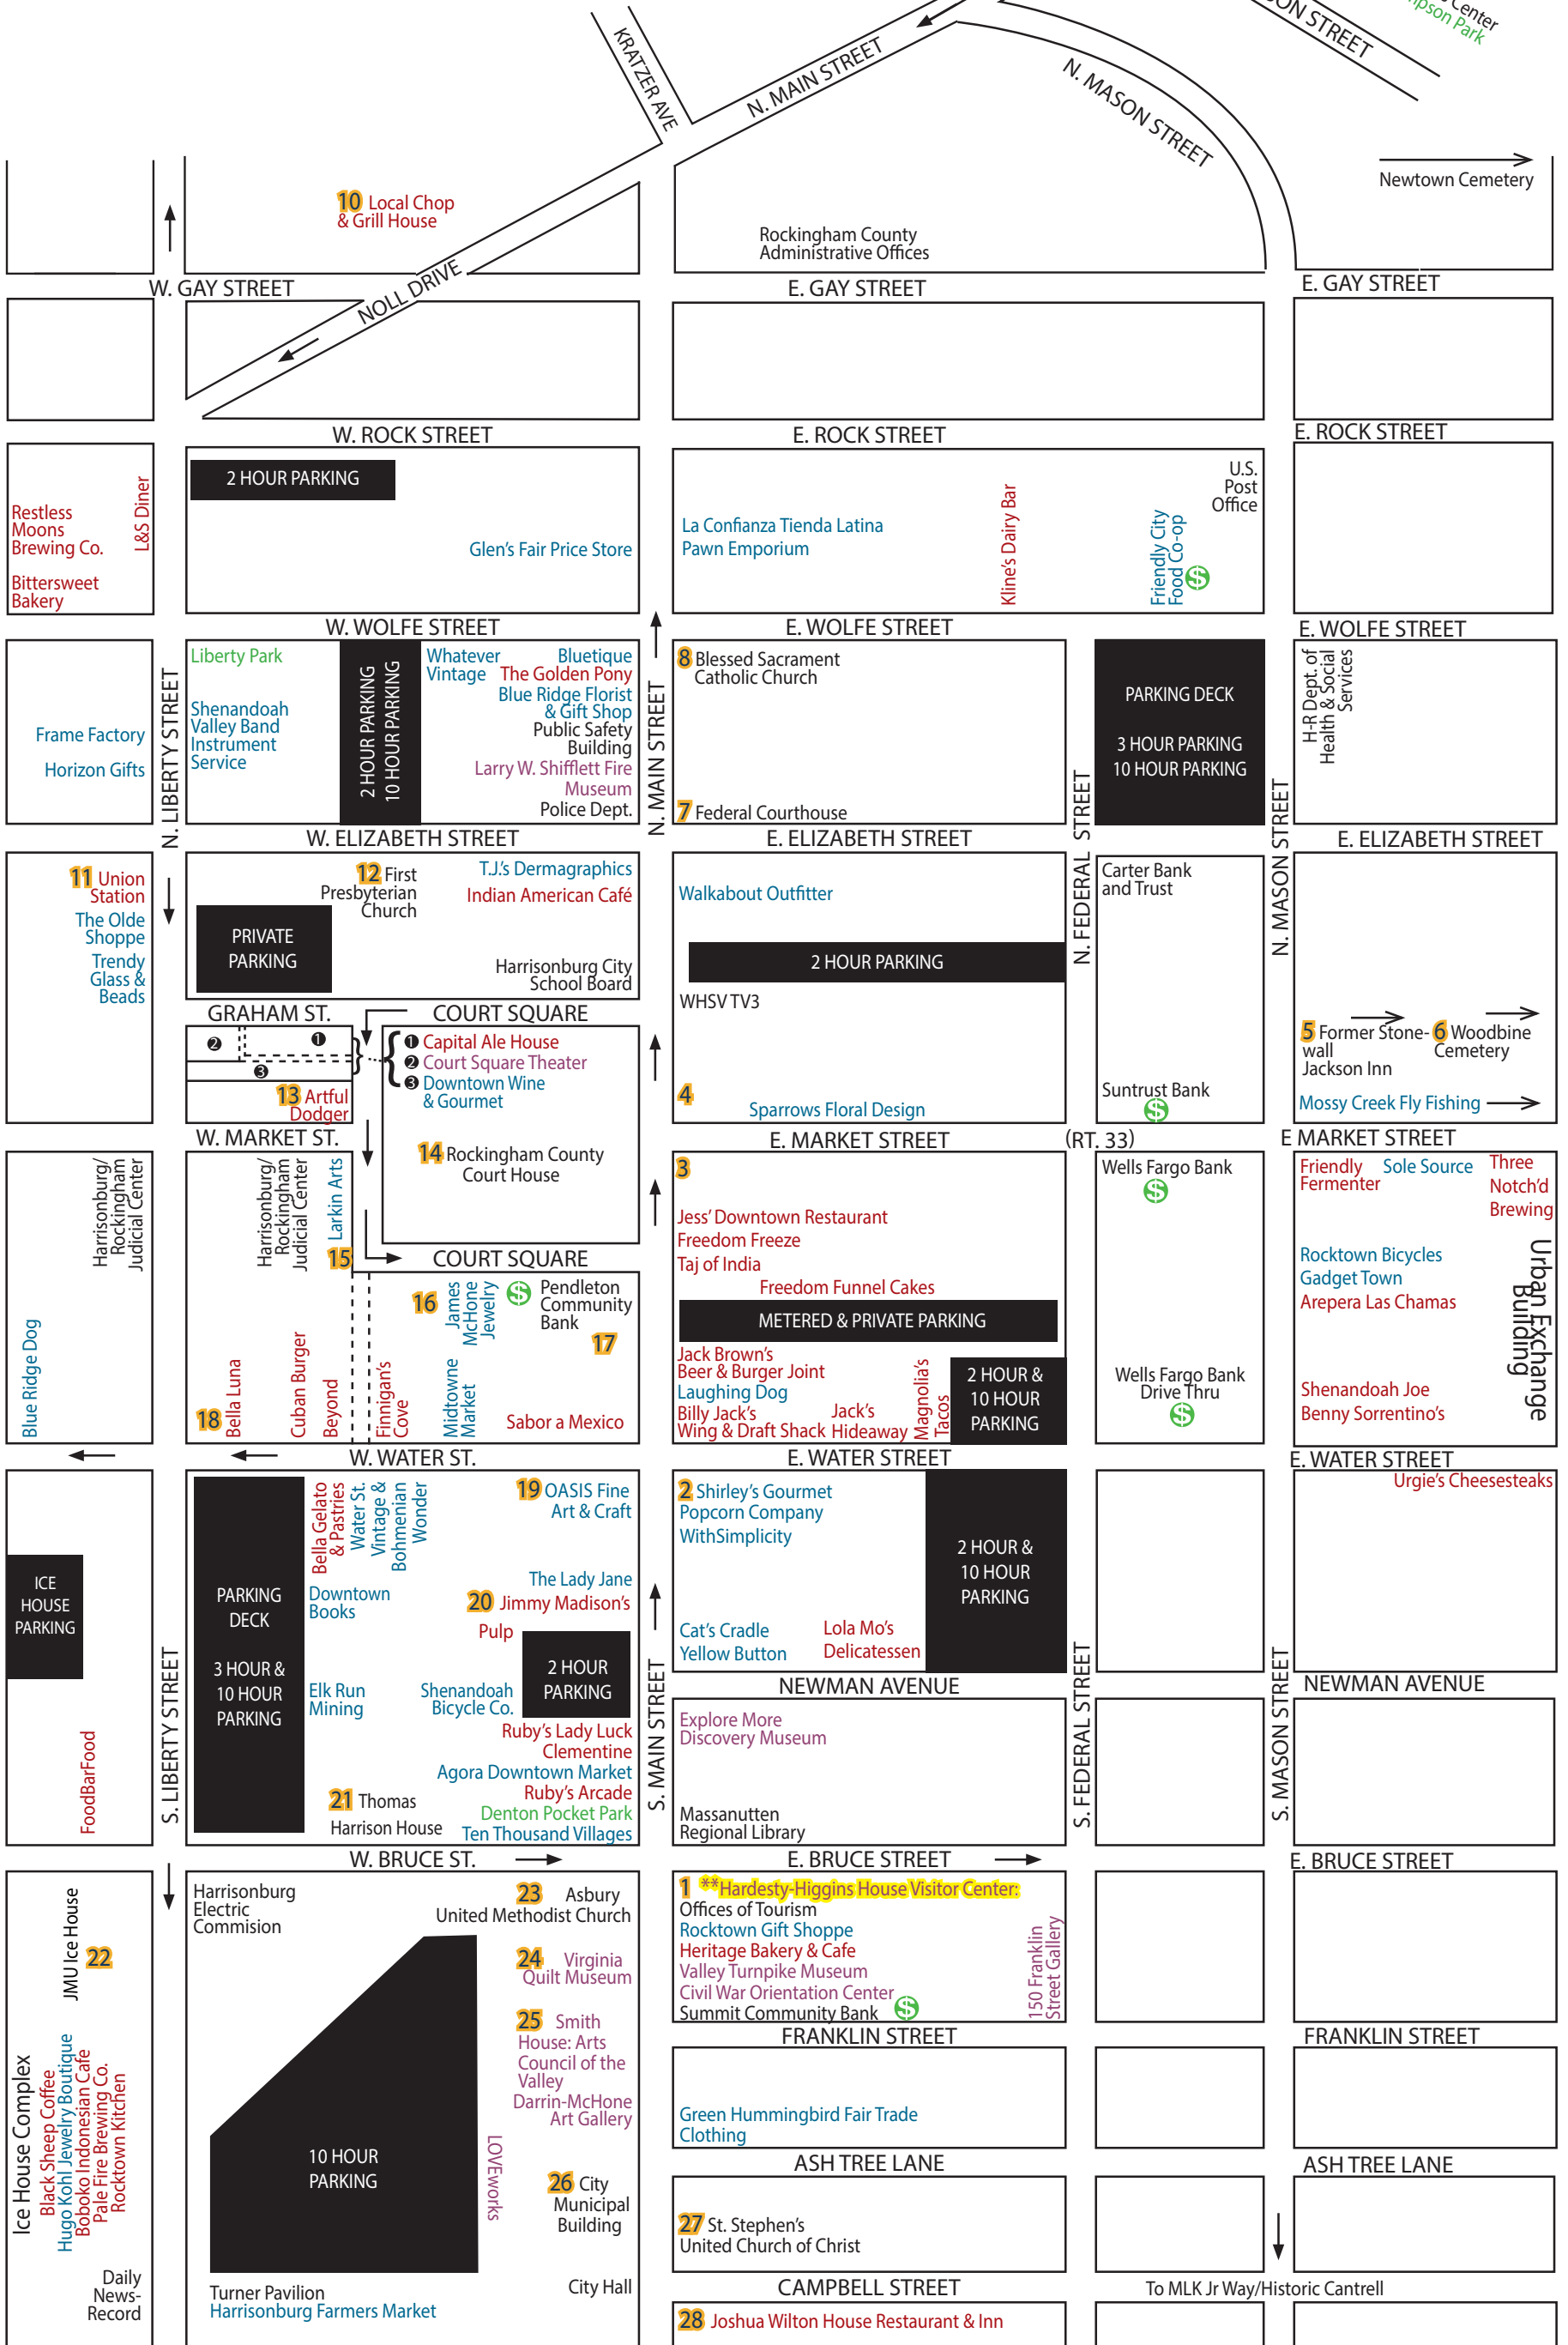 Center
mpson Park
SON STREET
KRATZER AVE
N. MAIN STREET
N. MASON STREET
Newtown Cemetery
10 Local Chop
& Grill House
Rockingham County
Administrative Offices
W. GAY STREET
NOLL DRIVE
E. GAY STREET
E. GAY STREET
W. ROCK STREET
E. ROCK STREET
E. ROCK STREET
Restless
Moons
Brewing Co.
Bittersweet
Bakery
L&S Diner
2 HOUR PARKING
Glen's Fair Price Store
La Confianza Tienda Latina
Pawn Emporium
Kline's Dairy Bar
Friendly City
Food Co-op
$
U.S.
Post
Office
W. WOLFE STREET
E. WOLFE STREET
E. WOLFE STREET
Frame Factory
Horizon Gifts
N. LIBERTY STREET
Liberty Park
Shenandoah
Valley Band
Instrument
Service
2 HOUR PARKING
10 HOUR PARKING
Whatever
Vintage
Bluetique
The Golden Pony
Blue Ridge Florist
& Gift Shop
Public Safety
Building
Larry W. Shifflett Fire
Museum
Police Dept.
N. MAIN STREET
8 Blessed Sacrament
Catholic Church
7 Federal Courthouse
PARKING DECK
3 HOUR PARKING
10 HOUR PARKING
H-R Dept. of
Health & Social
Services
W. ELIZABETH STREET
E. ELIZABETH STREET
E. ELIZABETH STREET
N. FEDERAL STREET
N. MASON STREET
11 Union
Station
The Olde
Shoppe
Trendy
Glass &
Beads
12 First
Presbyterian
Church
PRIVATE
PARKING
T.J.'s Dermagraphics
Indian American Café
Harrisonburg City
School Board
Walkabout Outfitter
2 HOUR PARKING
WHSV TV3
4
Sparrows Floral Design
Carter Bank
and Trust
Suntrust Bank
$
5 Former Stone-
wall
Jackson Inn
6 Woodbine
Cemetery
Mossy Creek Fly Fishing
GRAHAM ST.
COURT SQUARE
2
1
3
1 Capital Ale House
2 Court Square Theater
3 Downtown Wine
& Gourmet
13 Artful
Dodger
14 Rockingham County
Court House
W. MARKET ST.
E. MARKET STREET
(RT. 33)
E MARKET STREET
Harrisonburg/
Rockingham
Judicial Center
Blue Ridge Dog
Harrisonburg/
Rockingham
Judicial Center
Larkin Arts
15
COURT SQUARE
16
James
McHone
Jewelry
$
Pendleton
Community
Bank
17
18
Bella Luna
Cuban Burger
Beyond
Finnigan's
Cove
Midtowne
Market
Sabor a Mexico
3
Jess' Downtown Restaurant
Freedom Freeze
Taj of India
Freedom Funnel Cakes
METERED & PRIVATE PARKING
Jack Brown's
Beer & Burger Joint
Laughing Dog
Billy Jack's
Wing & Draft Shack
Jack's
Hideaway
Magnolia's
Tacos
2 HOUR &
10 HOUR
PARKING
Wells Fargo Bank
$
Wells Fargo Bank
Drive Thru
$
Friendly
Fermenter
Sole Source
Three
Notch'd
Brewing
Rocktown Bicycles
Gadget Town
Arepera Las Chamas
Shenandoah Joe
Benny Sorrentino's
Urban Exchange
Building
W. WATER ST.
E. WATER STREET
E. WATER STREET
ICE
HOUSE
PARKING
FoodBarFood
S. LIBERTY STREET
PARKING
DECK
3 HOUR &
10 HOUR
PARKING
Bella Gelato
& Pastries
Water St.
Vintage &
Bohmenian
Wonder
Downtown
Books
Elk Run
Mining
21 Thomas
Harrison House
19 OASIS Fine
Art & Craft
The Lady Jane
20 Jimmy Madison's
Pulp
2 HOUR
PARKING
Shenandoah
Bicycle Co.
Ruby's Lady Luck
Clementine
Agora Downtown Market
Ruby's Arcade
Denton Pocket Park
Ten Thousand Villages
S. MAIN STREET
2 Shirley's Gourmet
Popcorn Company
WithSimplicity
Cat's Cradle
Yellow Button
Lola Mo's
Delicatessen
2 HOUR &
10 HOUR
PARKING
Urgie's Cheesesteaks
NEWMAN AVENUE
NEWMAN AVENUE
Explore More
Discovery Museum
Massanutten
Regional Library
S. FEDERAL STREET
S. MASON STREET
W. BRUCE ST.
E. BRUCE STREET
E. BRUCE STREET
JMU Ice House
22
Ice House Complex
Black Sheep Coffee
Hugo Kohl Jewelry Boutique
Boboko Indonesian Cafe
Pale Fire Brewing Co.
Rocktown Kitchen
Daily
News-
Record
Harrisonburg
Electric
Commision
10 HOUR
PARKING
Turner Pavilion
Harrisonburg Farmers Market
23 Asbury
United Methodist Church
24 Virginia
Quilt Museum
25 Smith
House: Arts
Council of the
Valley
Darrin-McHone
Art Gallery
LOVEworks
26 City
Municipal
Building
City Hall
1 **Hardesty-Higgins House Visitor Center:
Offices of Tourism
Rocktown Gift Shoppe
Heritage Bakery & Cafe
Valley Turnpike Museum
Civil War Orientation Center
Summit Community Bank $
150 Franklin
Street Gallery
FRANKLIN STREET
FRANKLIN STREET
Green Hummingbird Fair Trade
Clothing
ASH TREE LANE
ASH TREE LANE
27 St. Stephen's
United Church of Christ
CAMPBELL STREET
To MLK Jr Way/Historic Cantrell
28 Joshua Wilton House Restaurant & Inn